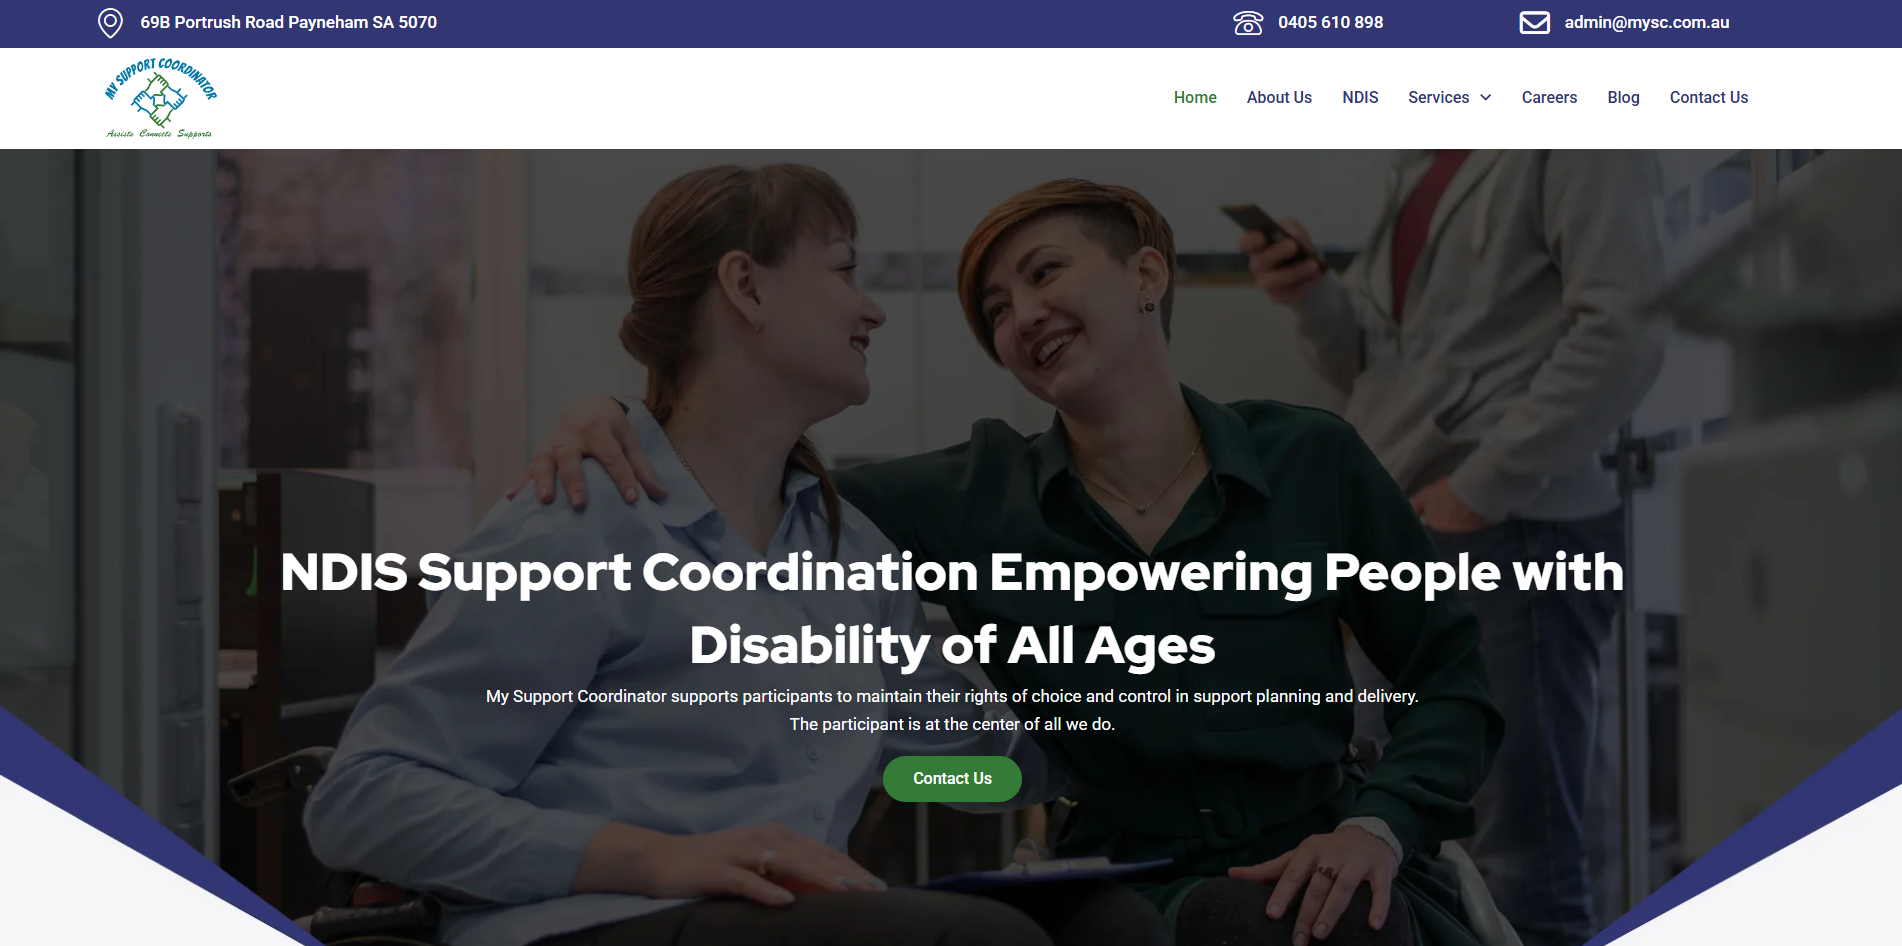 69B Portrush Road Payneham SA 5070
0405 610 898
admin@mysc.com.au
MY SUPPORT COORDINATOR
Assists Connects Supports
Home
About Us
NDIS
Services
Careers
Blog
Contact Us
NDIS Support Coordination Empowering People with
Disability of All Ages
My Support Coordinator supports participants to maintain their rights of choice and control in support planning and delivery.
The participant is at the center of all we do.
Contact Us